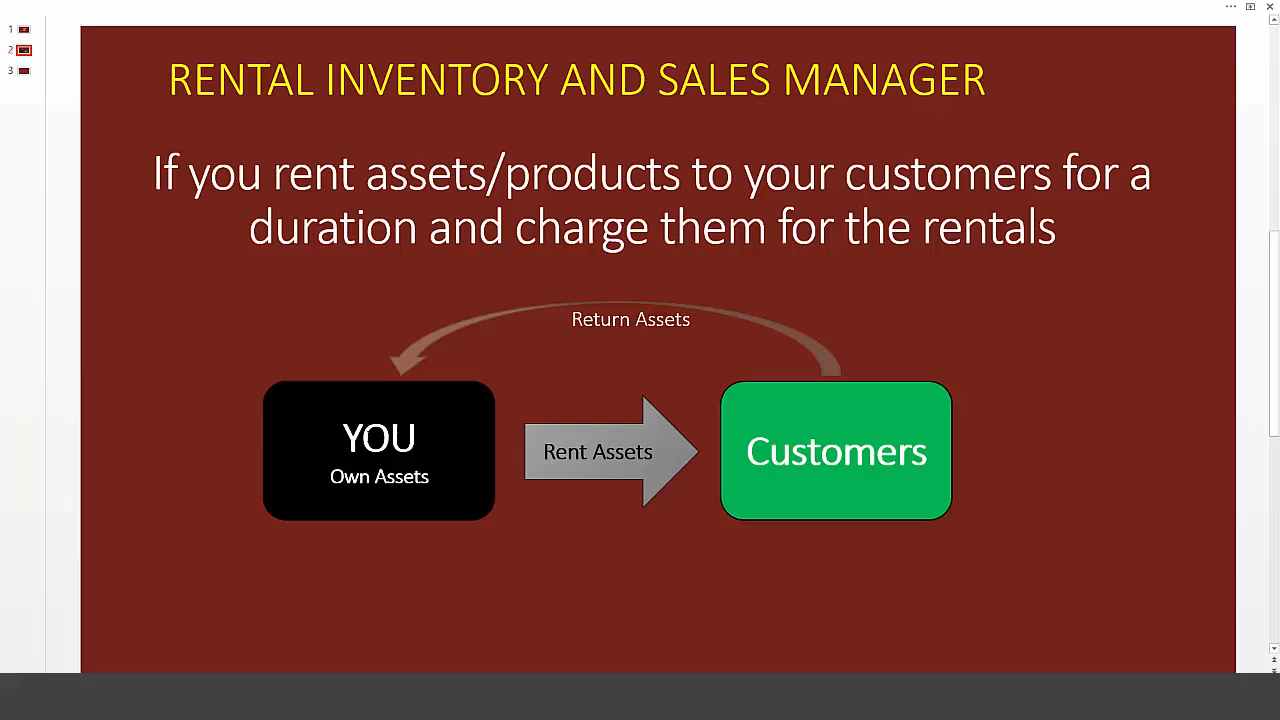 1
2
3
RENTAL INVENTORY AND SALES MANAGER
If you rent assets/products to your customers for a
duration and charge them for the rentals
Return Assets
YOU
Own Assets
Rent Assets
Customers